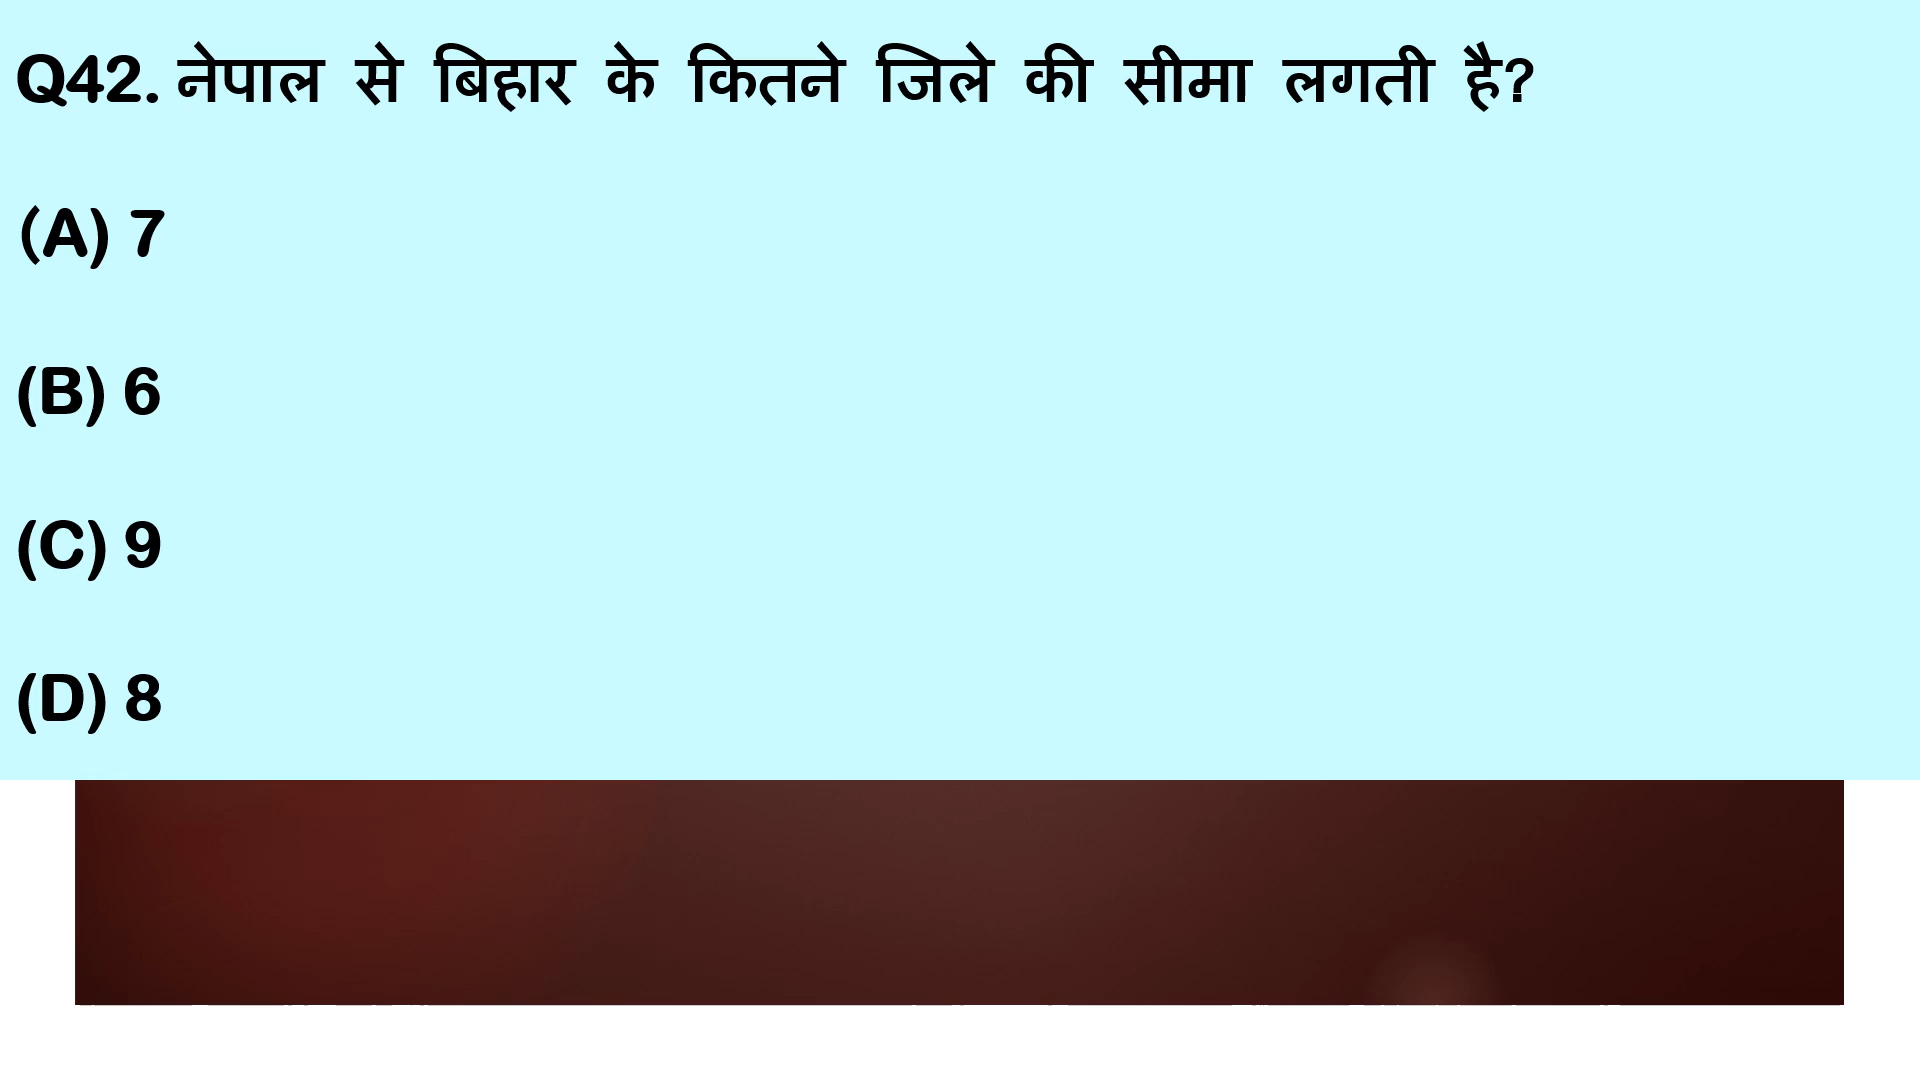 Q42. नेपाल से बिहार के कितने जिले की सीमा लगती है?
(A) 7
(B) 6
(C) 9
(D) 8